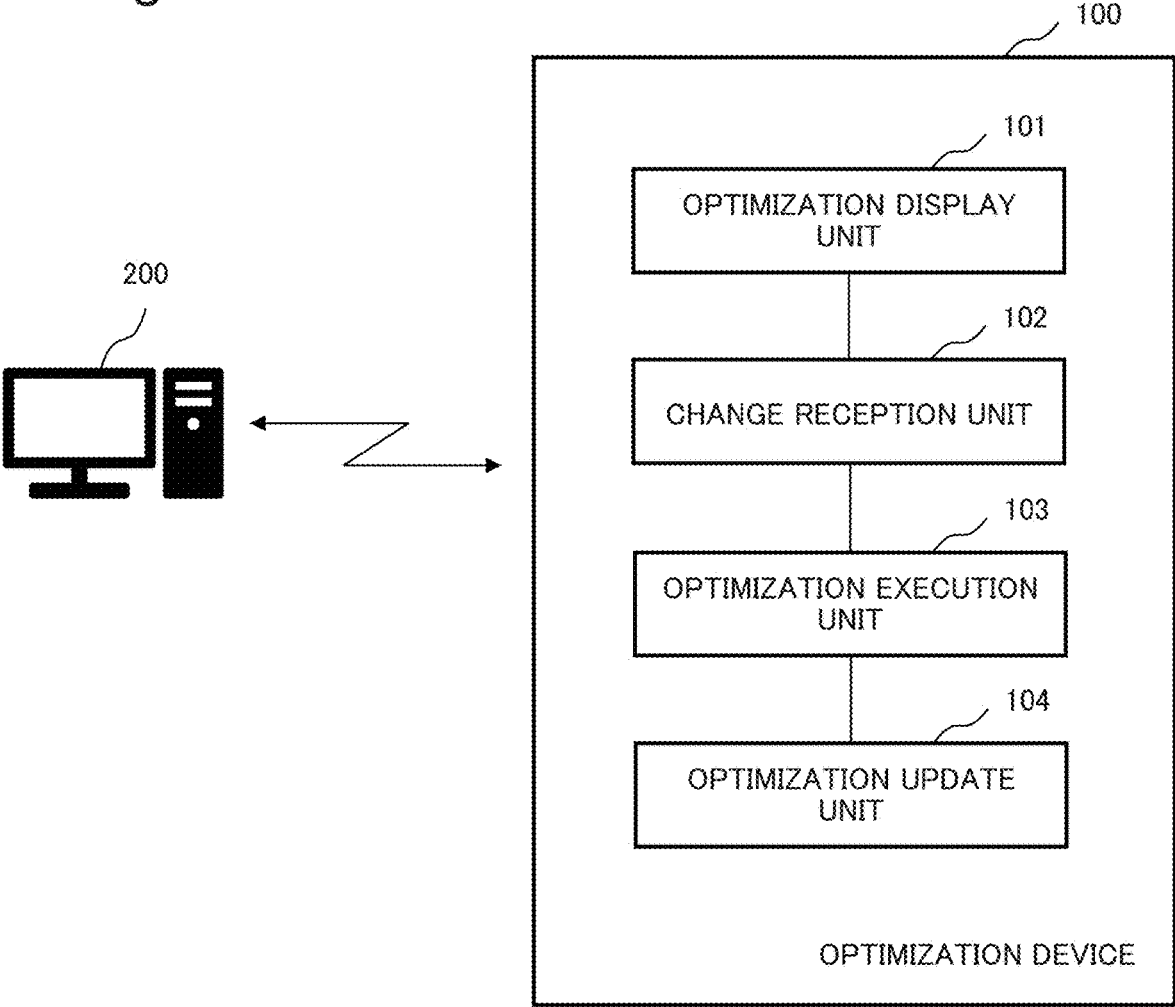 100
101
OPTIMIZATION DISPLAY
UNIT
200
102
CHANGE RECEPTION UNIT
103
OPTIMIZATION EXECUTION
UNIT
104
OPTIMIZATION UPDATE
UNIT
OPTIMIZATION DEVICE